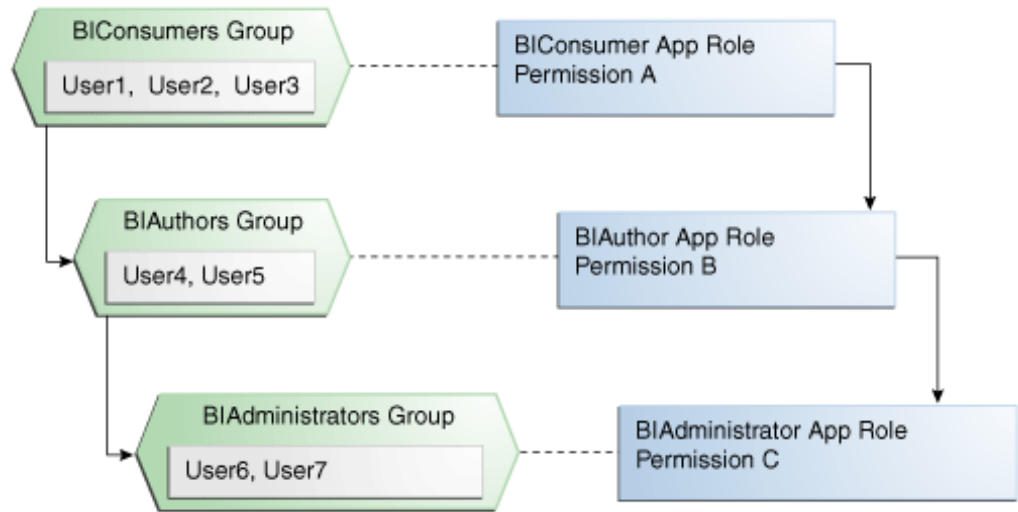 BIConsumers Group
User1, User2, User3
BIConsumer App Role
Permission A
BIAuthors Group
User4, User5
BIAuthor App Role
Permission B
BIAdministrators Group
User6, User7
BIAdministrator App Role
Permission C